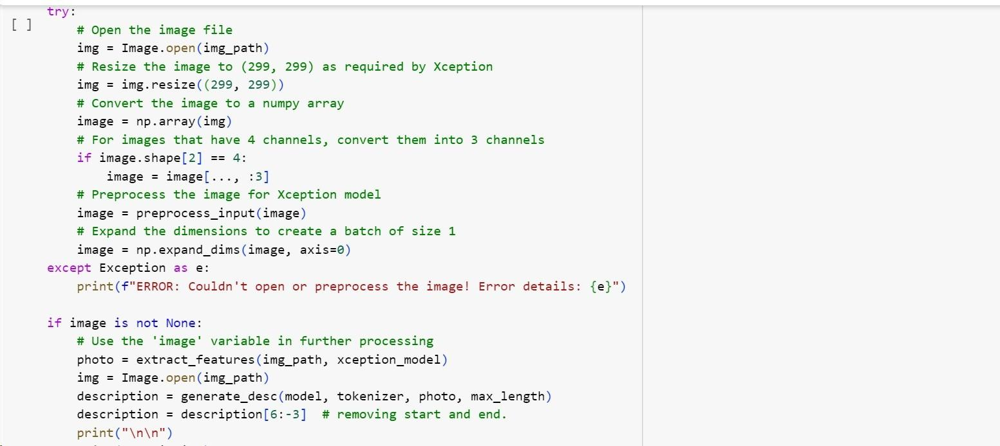 try:
[ ]
# Open the image file
img = Image.open(img_path)
# Resize the image to (299, 299) as required by Xception
img = img.resize((299, 299))
# Convert the image to a numpy array
image = np.array(img)
# For images that have 4 channels, convert them into 3 channels
if image.shape[2] == 4:
image = image[..., :3]
# Preprocess the image for Xception model
image = preprocess_input(image)
# Expand the dimensions to create a batch of size 1
image = np.expand_dims(image, axis=0)
except Exception as e:
print(f"ERROR: Couldn't open or preprocess the image! Error details: {e}")
if image is not None:
# Use the 'image' variable in further processing
photo = extract_features(img_path, xception_model)
img = Image.open(img_path)
description = generate_desc(model, tokenizer, photo, max_length)
description = description[6:-3]  # removing start and end.
print("\n\n")